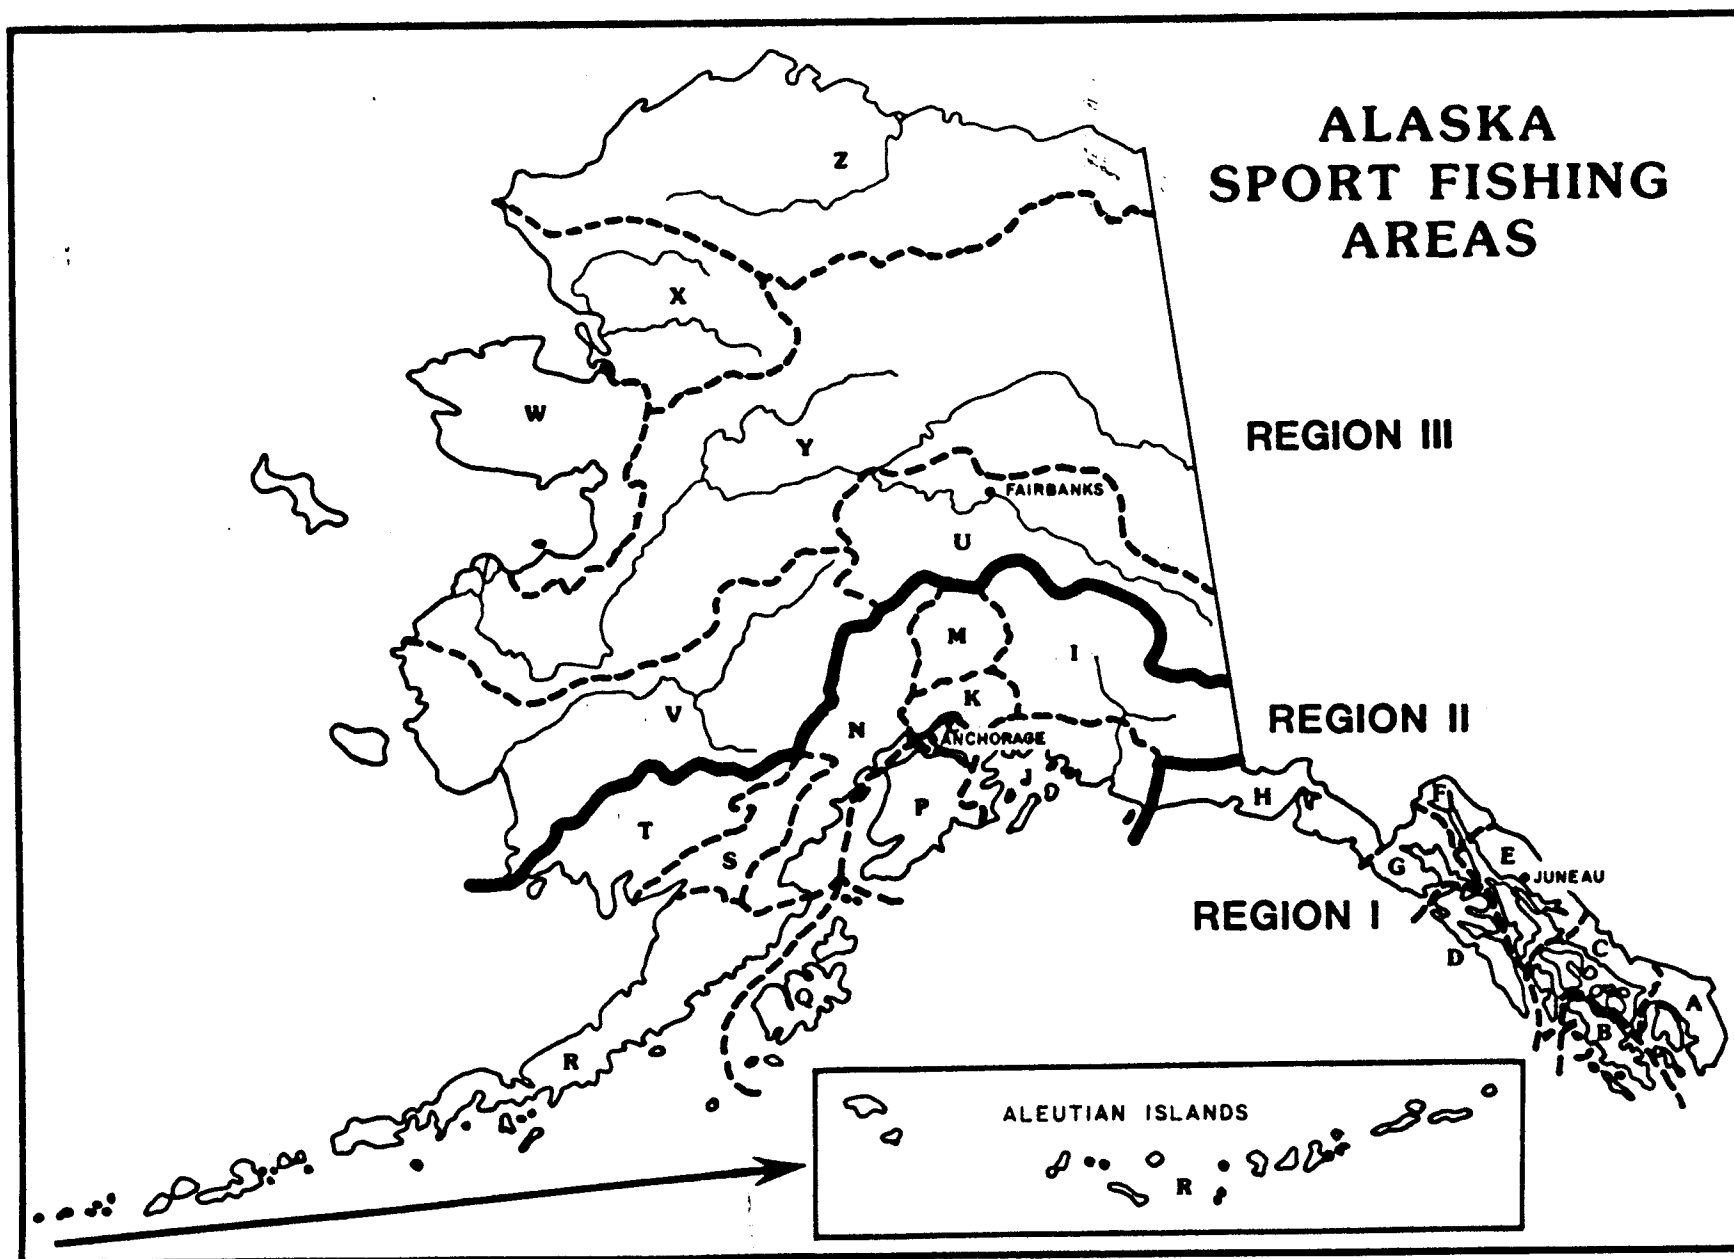 ALASKA
SPORT FISHING
AREAS
Z
X
W
REGION III
Y
FAIRBANKS
U
M
I
K
V
N
REGION II
ANCHORAGE
J
P
H
F
T
S
E
G
JUNEAU
REGION I
C
D
Q
A
B
R
ALEUTIAN ISLANDS
R